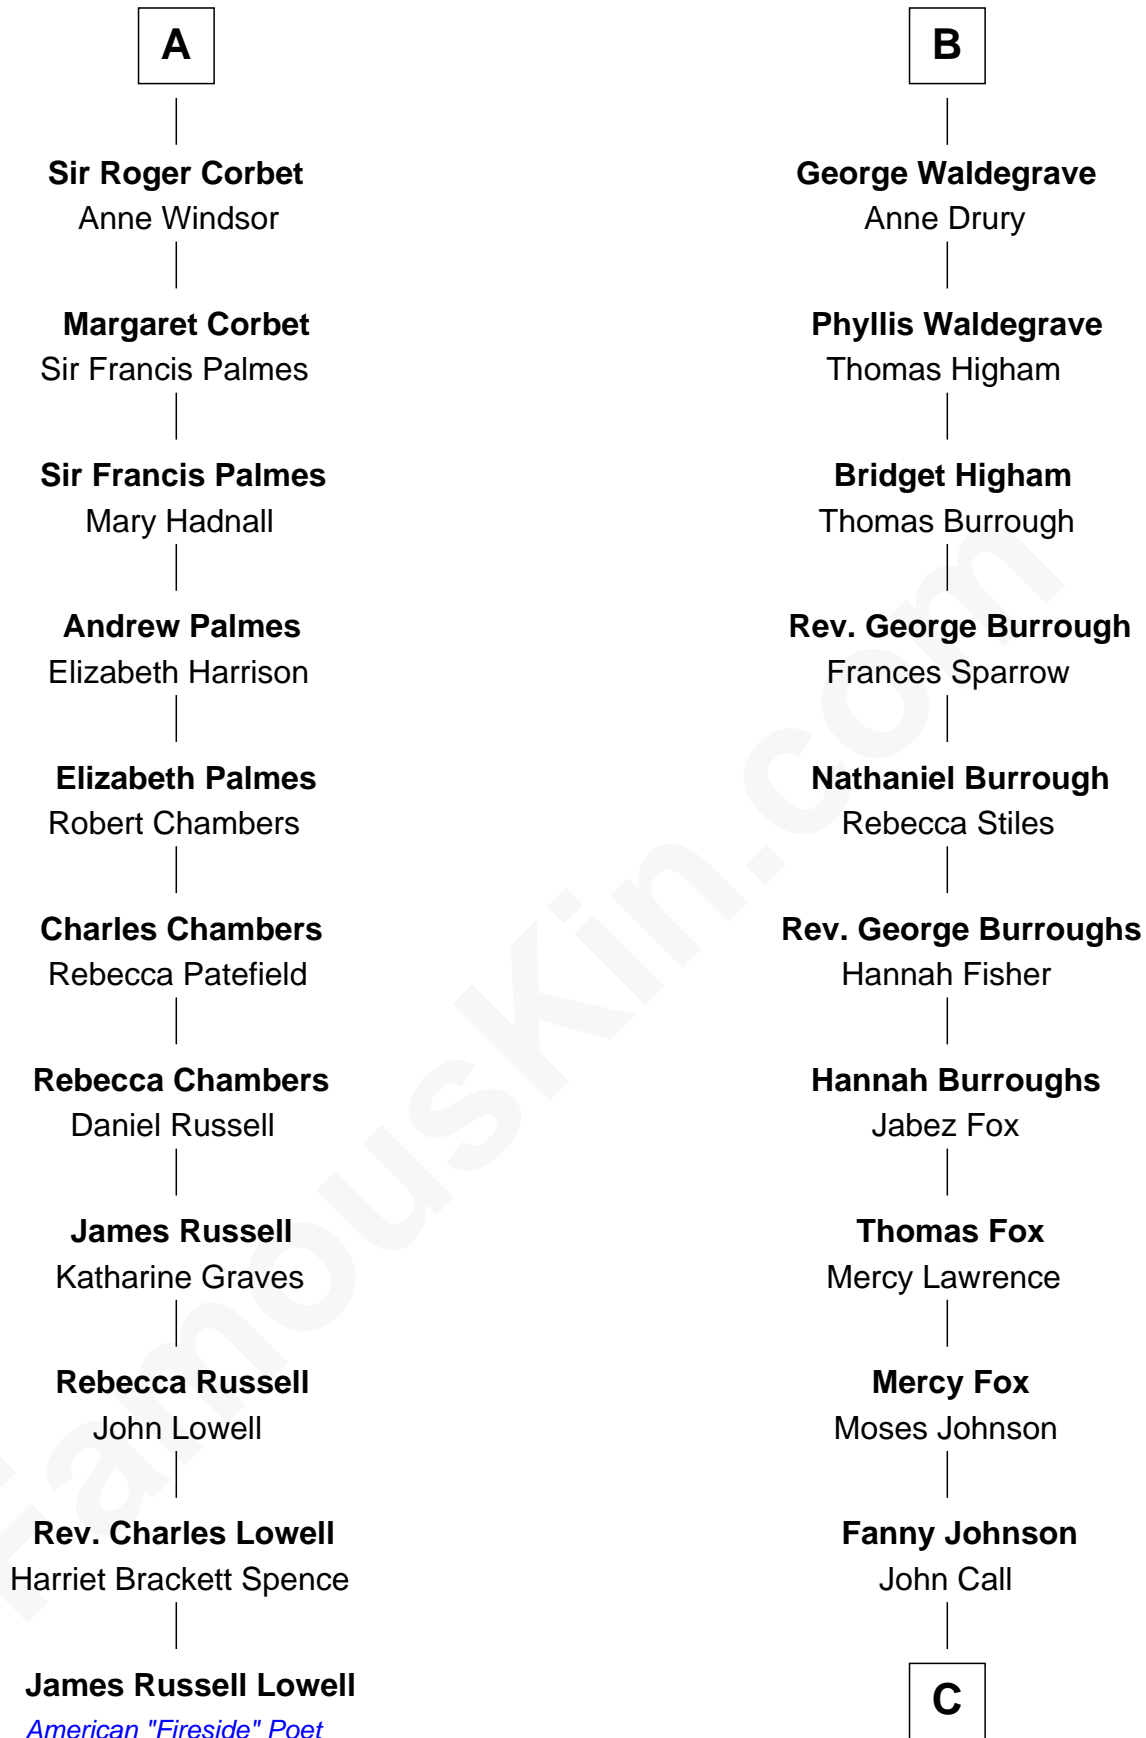 A
Sir Roger Corbet
Anne Windsor
Margaret Corbet
Sir Francis Palmes
Sir Francis Palmes
Mary Hadnall
Andrew Palmes
Elizabeth Harrison
Elizabeth Palmes
Robert Chambers
Charles Chambers
Rebecca Patefield
Rebecca Chambers
Daniel Russell
James Russell
Katharine Graves
Rebecca Russell
John Lowell
Rev. Charles Lowell
Harriet Brackett Spence
James Russell Lowell
American "Fireside" Poet
B
George Waldegrave
Anne Drury
Phyllis Waldegrave
Thomas Higham
Bridget Higham
Thomas Burrough
Rev. George Burrough
Frances Sparrow
Nathaniel Burrough
Rebecca Stiles
Rev. George Burroughs
Hannah Fisher
Hannah Burroughs
Jabez Fox
Thomas Fox
Mercy Lawrence
Mercy Fox
Moses Johnson
Fanny Johnson
John Call
C
FamousKin.com